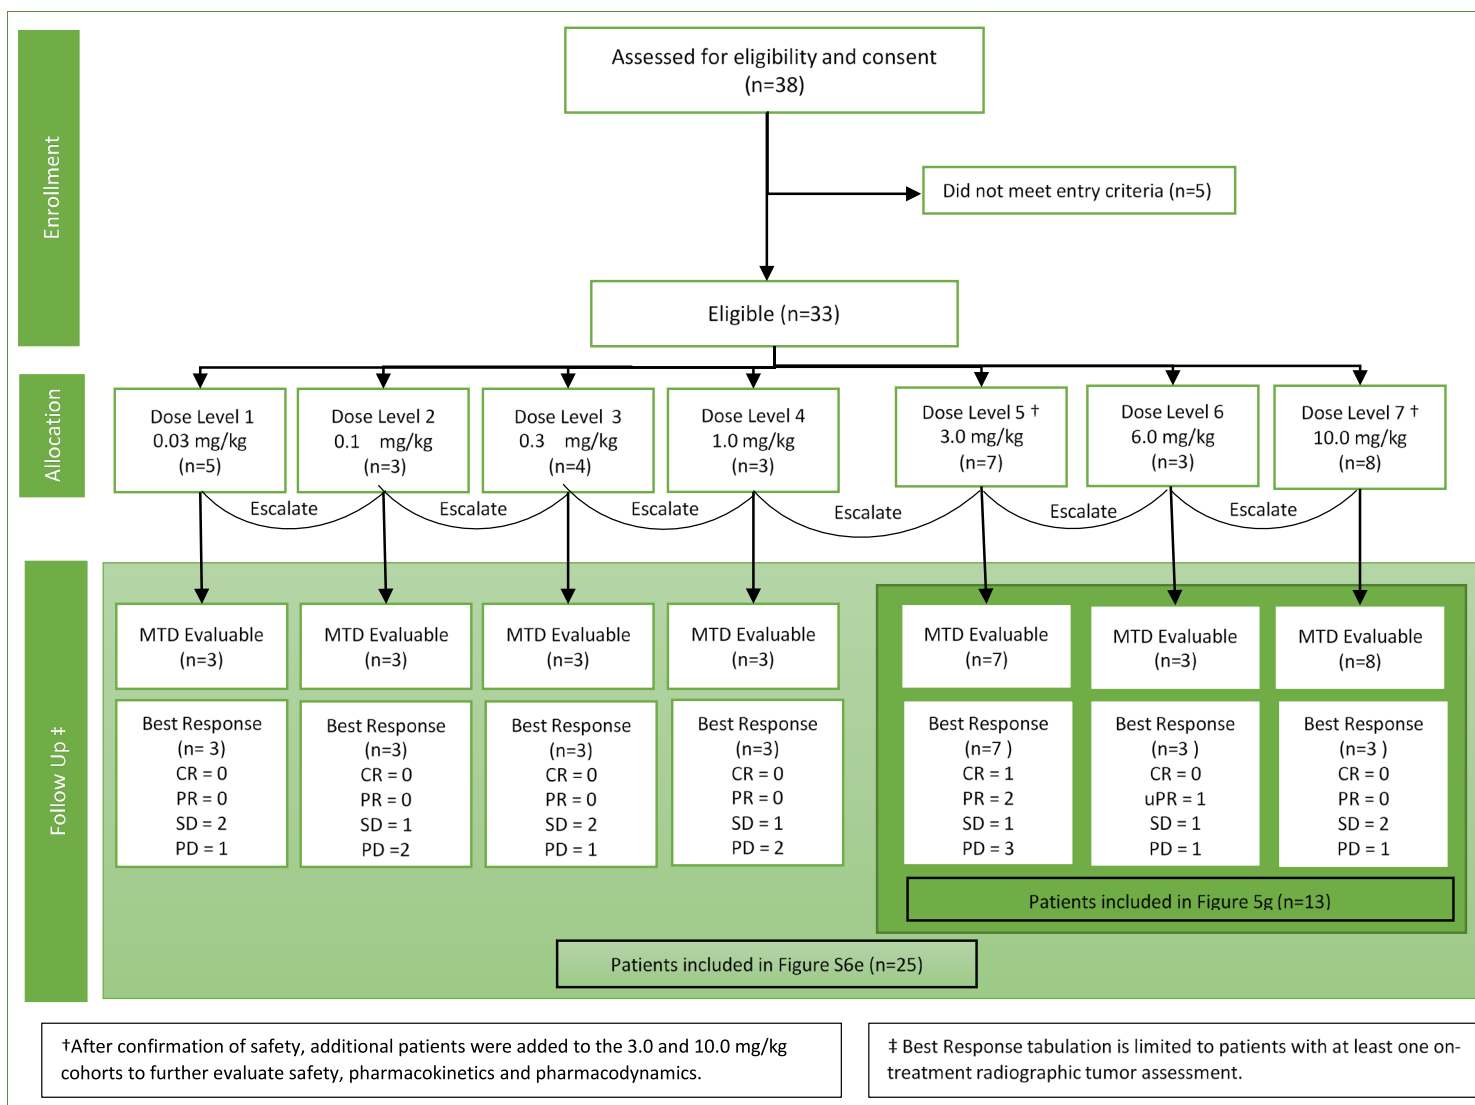 Enrollment
Assessed for eligibility and consent
(n=38)
Did not meet entry criteria (n=5)
Eligible (n=33)
Allocation
Dose Level 1
0.03 mg/kg
(n=5)
Dose Level 2
0.1 mg/kg
(n=3)
Dose Level 3
0.3 mg/kg
(n=4)
Dose Level 4
1.0 mg/kg
(n=3)
Dose Level 5 †
3.0 mg/kg
(n=7)
Dose Level 6
6.0 mg/kg
(n=3)
Dose Level 7 †
10.0 mg/kg
(n=8)
Escalate
Escalate
Escalate
Escalate
Escalate
Escalate
Follow Up ‡
MTD Evaluable
(n=3)
MTD Evaluable
(n=3)
MTD Evaluable
(n=3)
MTD Evaluable
(n=3)
MTD Evaluable
(n=7)
MTD Evaluable
(n=3)
MTD Evaluable
(n=8)
Best Response
(n= 3)
CR = 0
PR = 0
SD = 2
PD = 1
Best Response
(n=3)
CR = 0
PR = 0
SD = 1
PD =2
Best Response
(n=3)
CR = 0
PR = 0
SD = 2
PD = 1
Best Response
(n=3)
CR = 0
PR = 0
SD = 1
PD = 2
Best Response
(n=7 )
CR = 1
PR = 2
SD = 1
PD = 3
Best Response
(n=3 )
CR = 0
uPR = 1
SD = 1
PD = 1
Best Response
(n=3 )
CR = 0
PR = 0
SD = 2
PD = 1
Patients included in Figure 5g (n=13)
Patients included in Figure S6e (n=25)
†After confirmation of safety, additional patients were added to the 3.0 and 10.0 mg/kg
cohorts to further evaluate safety, pharmacokinetics and pharmacodynamics.
‡ Best Response tabulation is limited to patients with at least one on-
treatment radiographic tumor assessment.